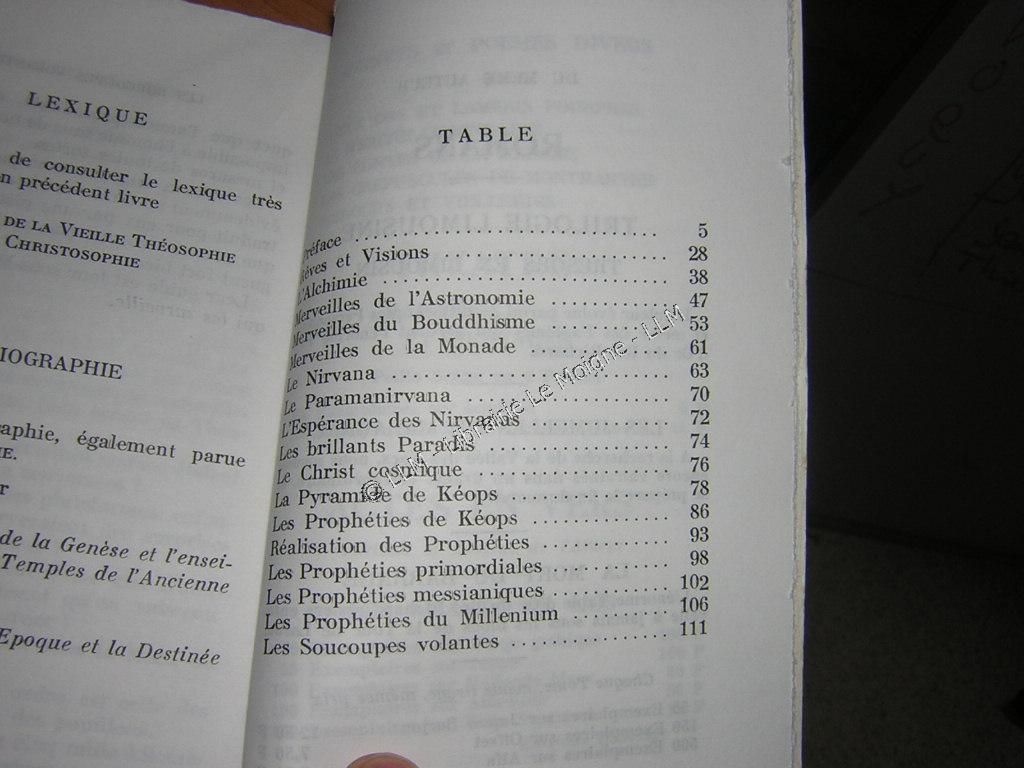 LEXIQUE
de consulter le lexique très
n précédent livre
DE LA VIEILLE THÉOSOPHIE
CHRISTOSOPHIE
IOGRAPHIE
aphie, également parue
E.
r
de la Genèse et l'ensei-
Temples de l'Ancienne
Epoque et la Destinée
TABLE
Préface 5
Rêves et Visions 28
L'Alchimie 38
Merveilles de l'Astronomie 47
Merveilles du Bouddhisme 53
Merveilles de la Monade 61
Le Nirvana 63
Le Paramanirvana 70
L'Espérance des Nirvanas 72
Les brillants Paradis 74
Le Christ cosmique 76
La Pyramide de Kéops 78
Les Prophéties de Kéops 86
Réalisation des Prophéties 93
Les Prophéties primordiales 98
Les Prophéties messianiques 102
Les Prophéties du Millenium 106
Les Soucoupes volantes 111
© LLM - Librairie Le Moigne - LLM